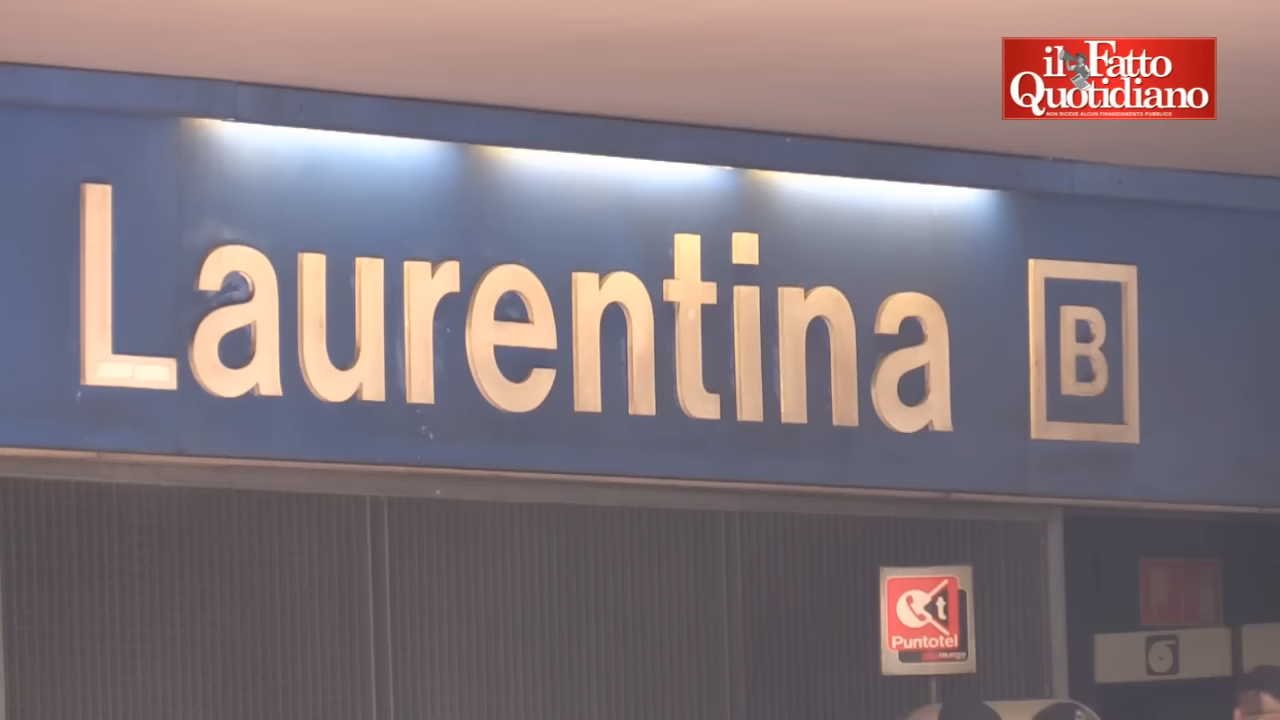 il Fatto
Quotidiano
NON RICEVE ALCUN FINANZIAMENTO PUBBLICO
Laurentina B
t
Puntotel